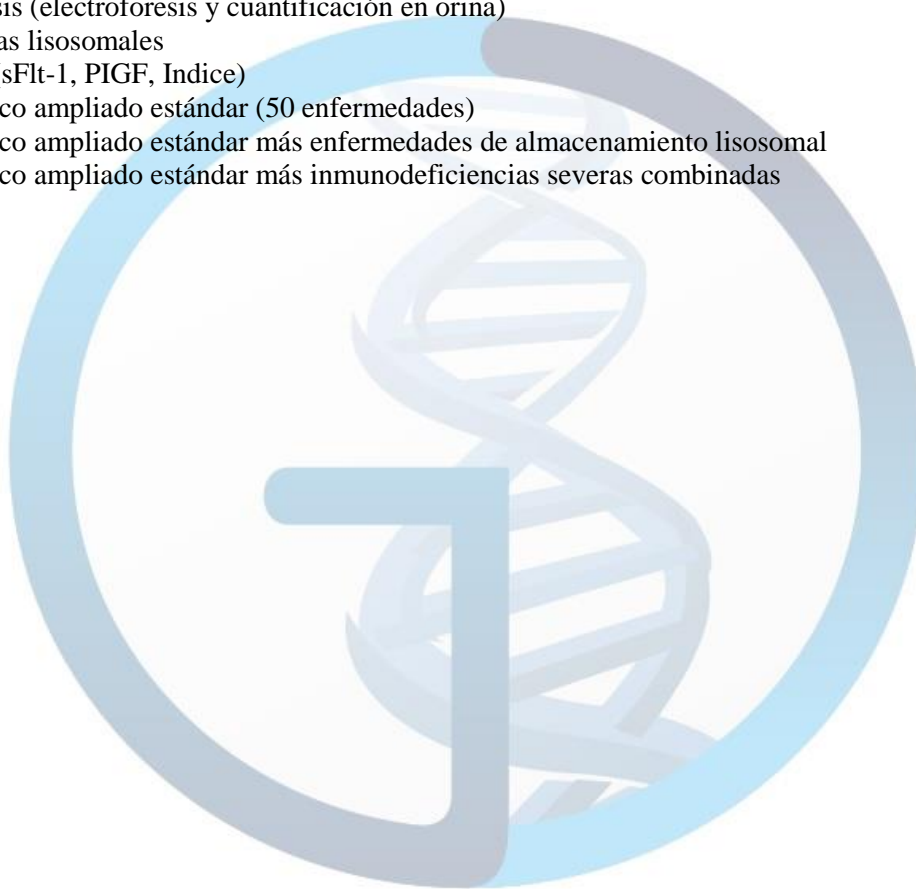 sis (electroforesis y cuantificación en orina)
as lisosomales
(sFlt-1, PIGF, Indice)
co ampliado estándar (50 enfermedades)
co ampliado estándar más enfermedades de almacenamiento lisosomal
co ampliado estándar más inmunodeficiencias severas combinadas